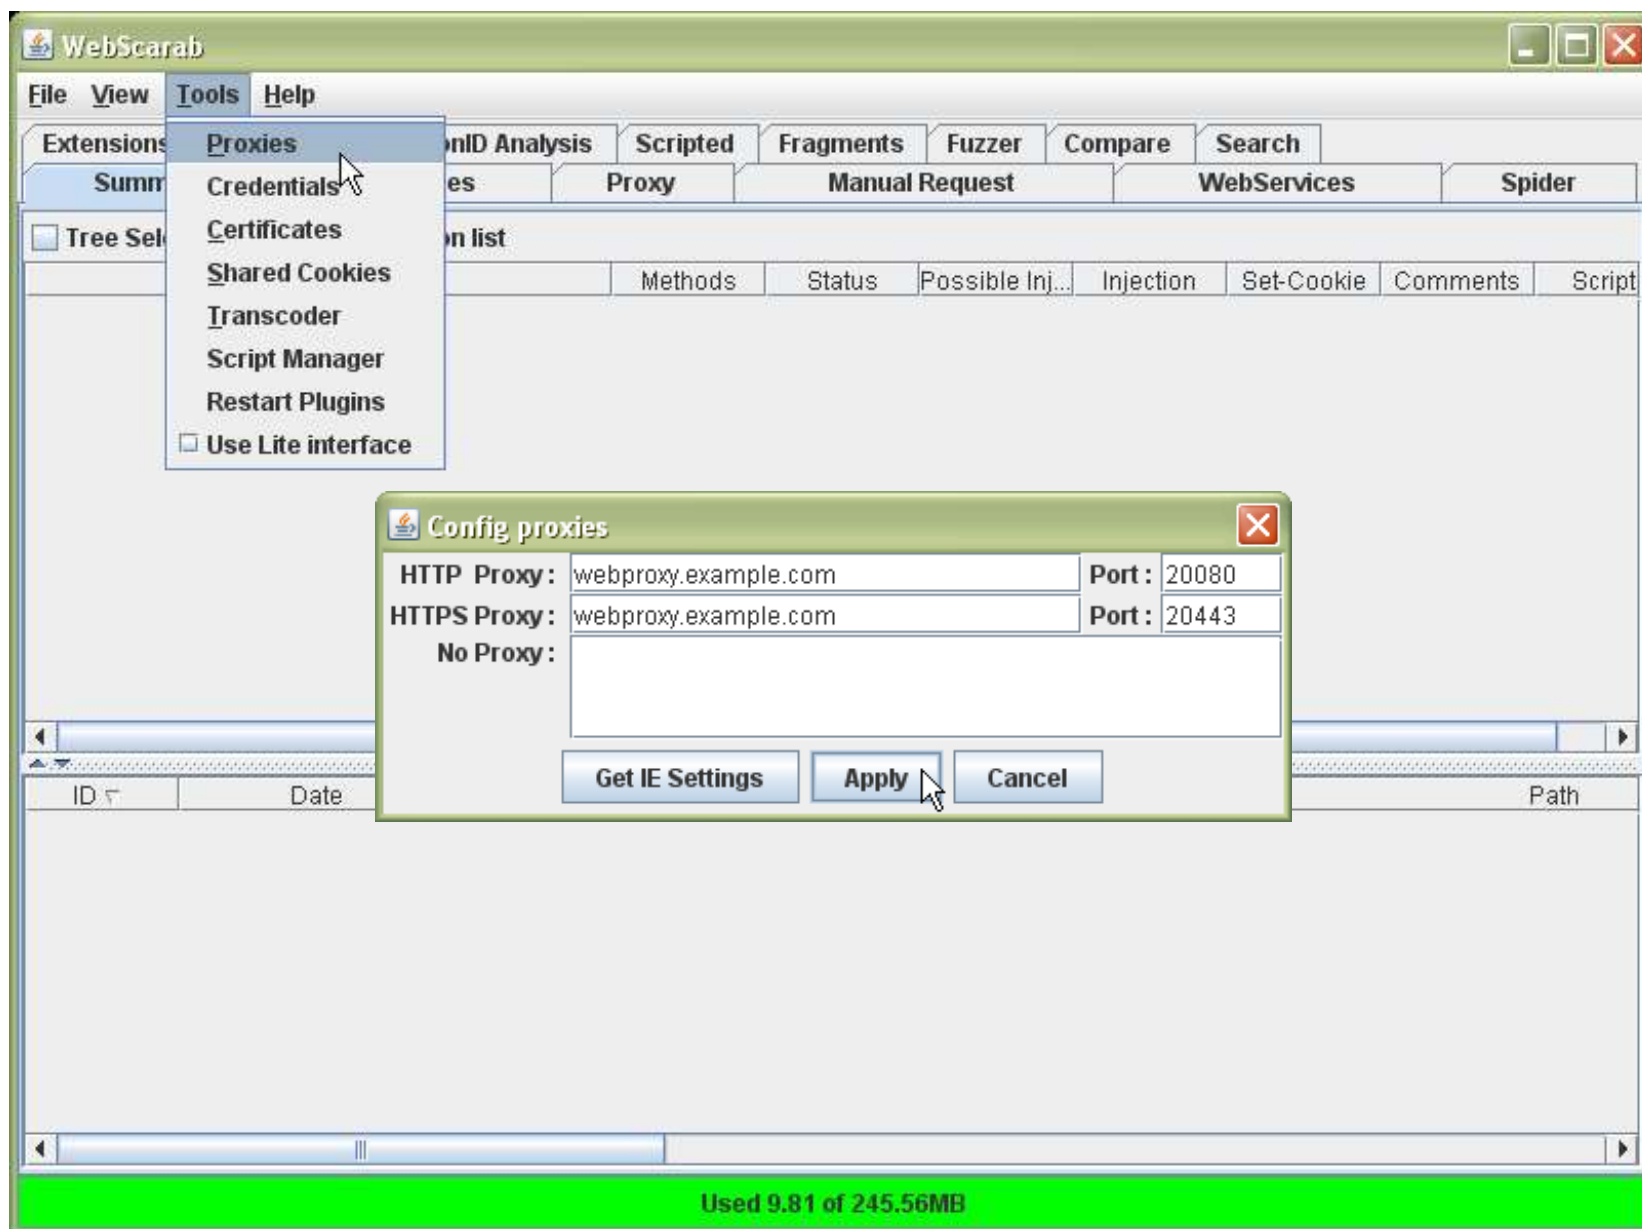 WebScarab
File View Tools Help
Extensions onID Analysis Scripted Fragments Fuzzer Compare Search
Summ es Proxy Manual Request WebServices Spider
Tree Sel on list
Methods Status Possible Inj... Injection Set-Cookie Comments Script
Proxies
Credentials
Certificates
Shared Cookies
Transcoder
Script Manager
Restart Plugins
Use Lite interface
Config proxies
HTTP Proxy: webproxy.example.com Port: 20080
HTTPS Proxy: webproxy.example.com Port: 20443
No Proxy:
Get IE Settings Apply Cancel
ID Date Path
Used 9.81 of 245.56MB